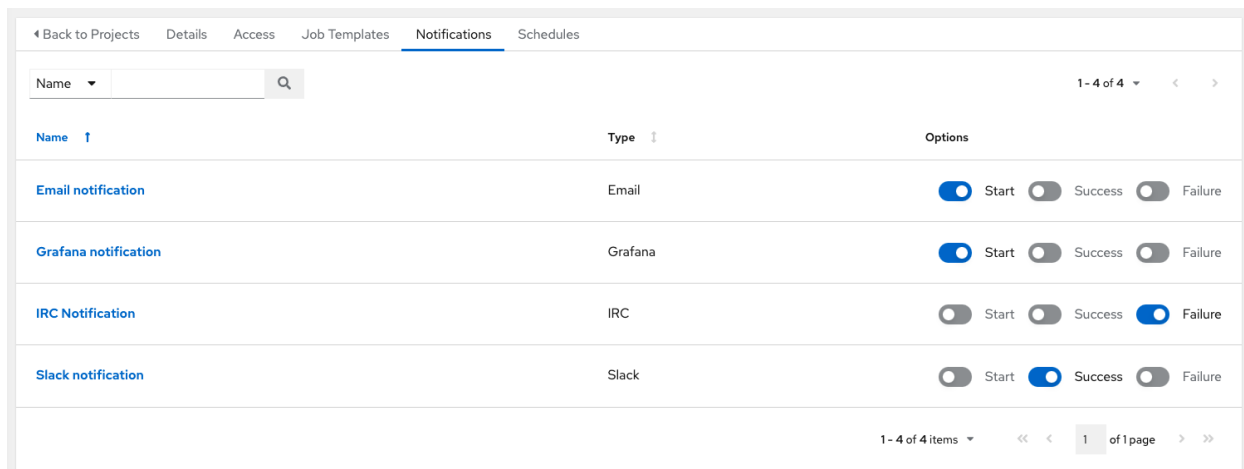 Back to Projects Details Access Job Templates Notifications Schedules
Name 1 - 4 of 4
Name Type Options
Email notification Email Start Success Failure
Grafana notification Grafana Start Success Failure
IRC Notification IRC Start Success Failure
Slack notification Slack Start Success Failure
1 - 4 of 4 items 1 of 1 page